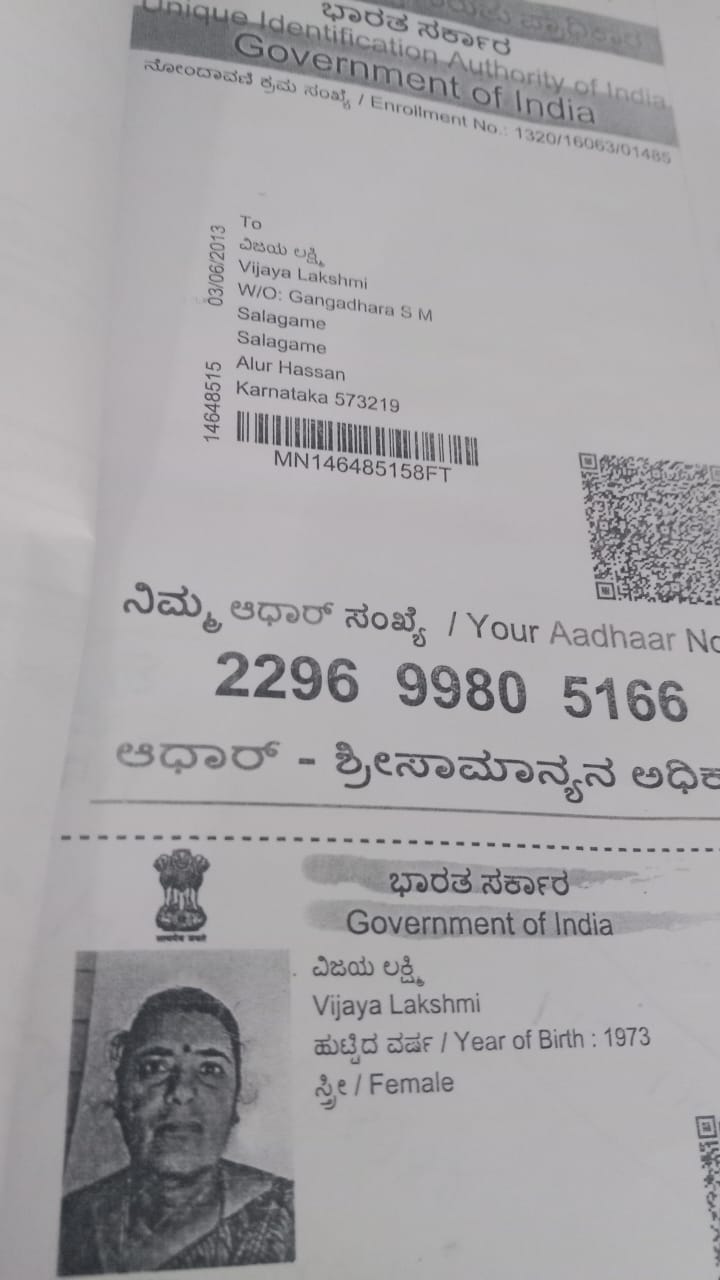 ಭಾರತ ಸರ್ಕಾರ
Unique Identification Authority of India
Government of India
ನೋಂದಾವಣಿ ಕ್ರಮ ಸಂಖ್ಯೆ / Enrollment No.: 1320/16063/01485
03/06/2013
14648515
To
ವಿಜಯ ಲಕ್ಷ್ಮಿ
Vijaya Lakshmi
W/O: Gangadhara S M
Salagame
Salagame
Alur Hassan
Karnataka 573219
MN146485158FT
ನಿಮ್ಮ ಆಧಾರ್ ಸಂಖ್ಯೆ / Your Aadhaar No
2296 9980 5166
ಆಧಾರ್ - ಶ್ರೀಸಾಮಾನ್ಯನ ಅಧಿಕ
ಭಾರತ ಸರ್ಕಾರ
Government of India
ವಿಜಯ ಲಕ್ಷ್ಮಿ
Vijaya Lakshmi
ಹುಟ್ಟಿದ ವರ್ಷ / Year of Birth : 1973
ಸ್ತ್ರೀ / Female